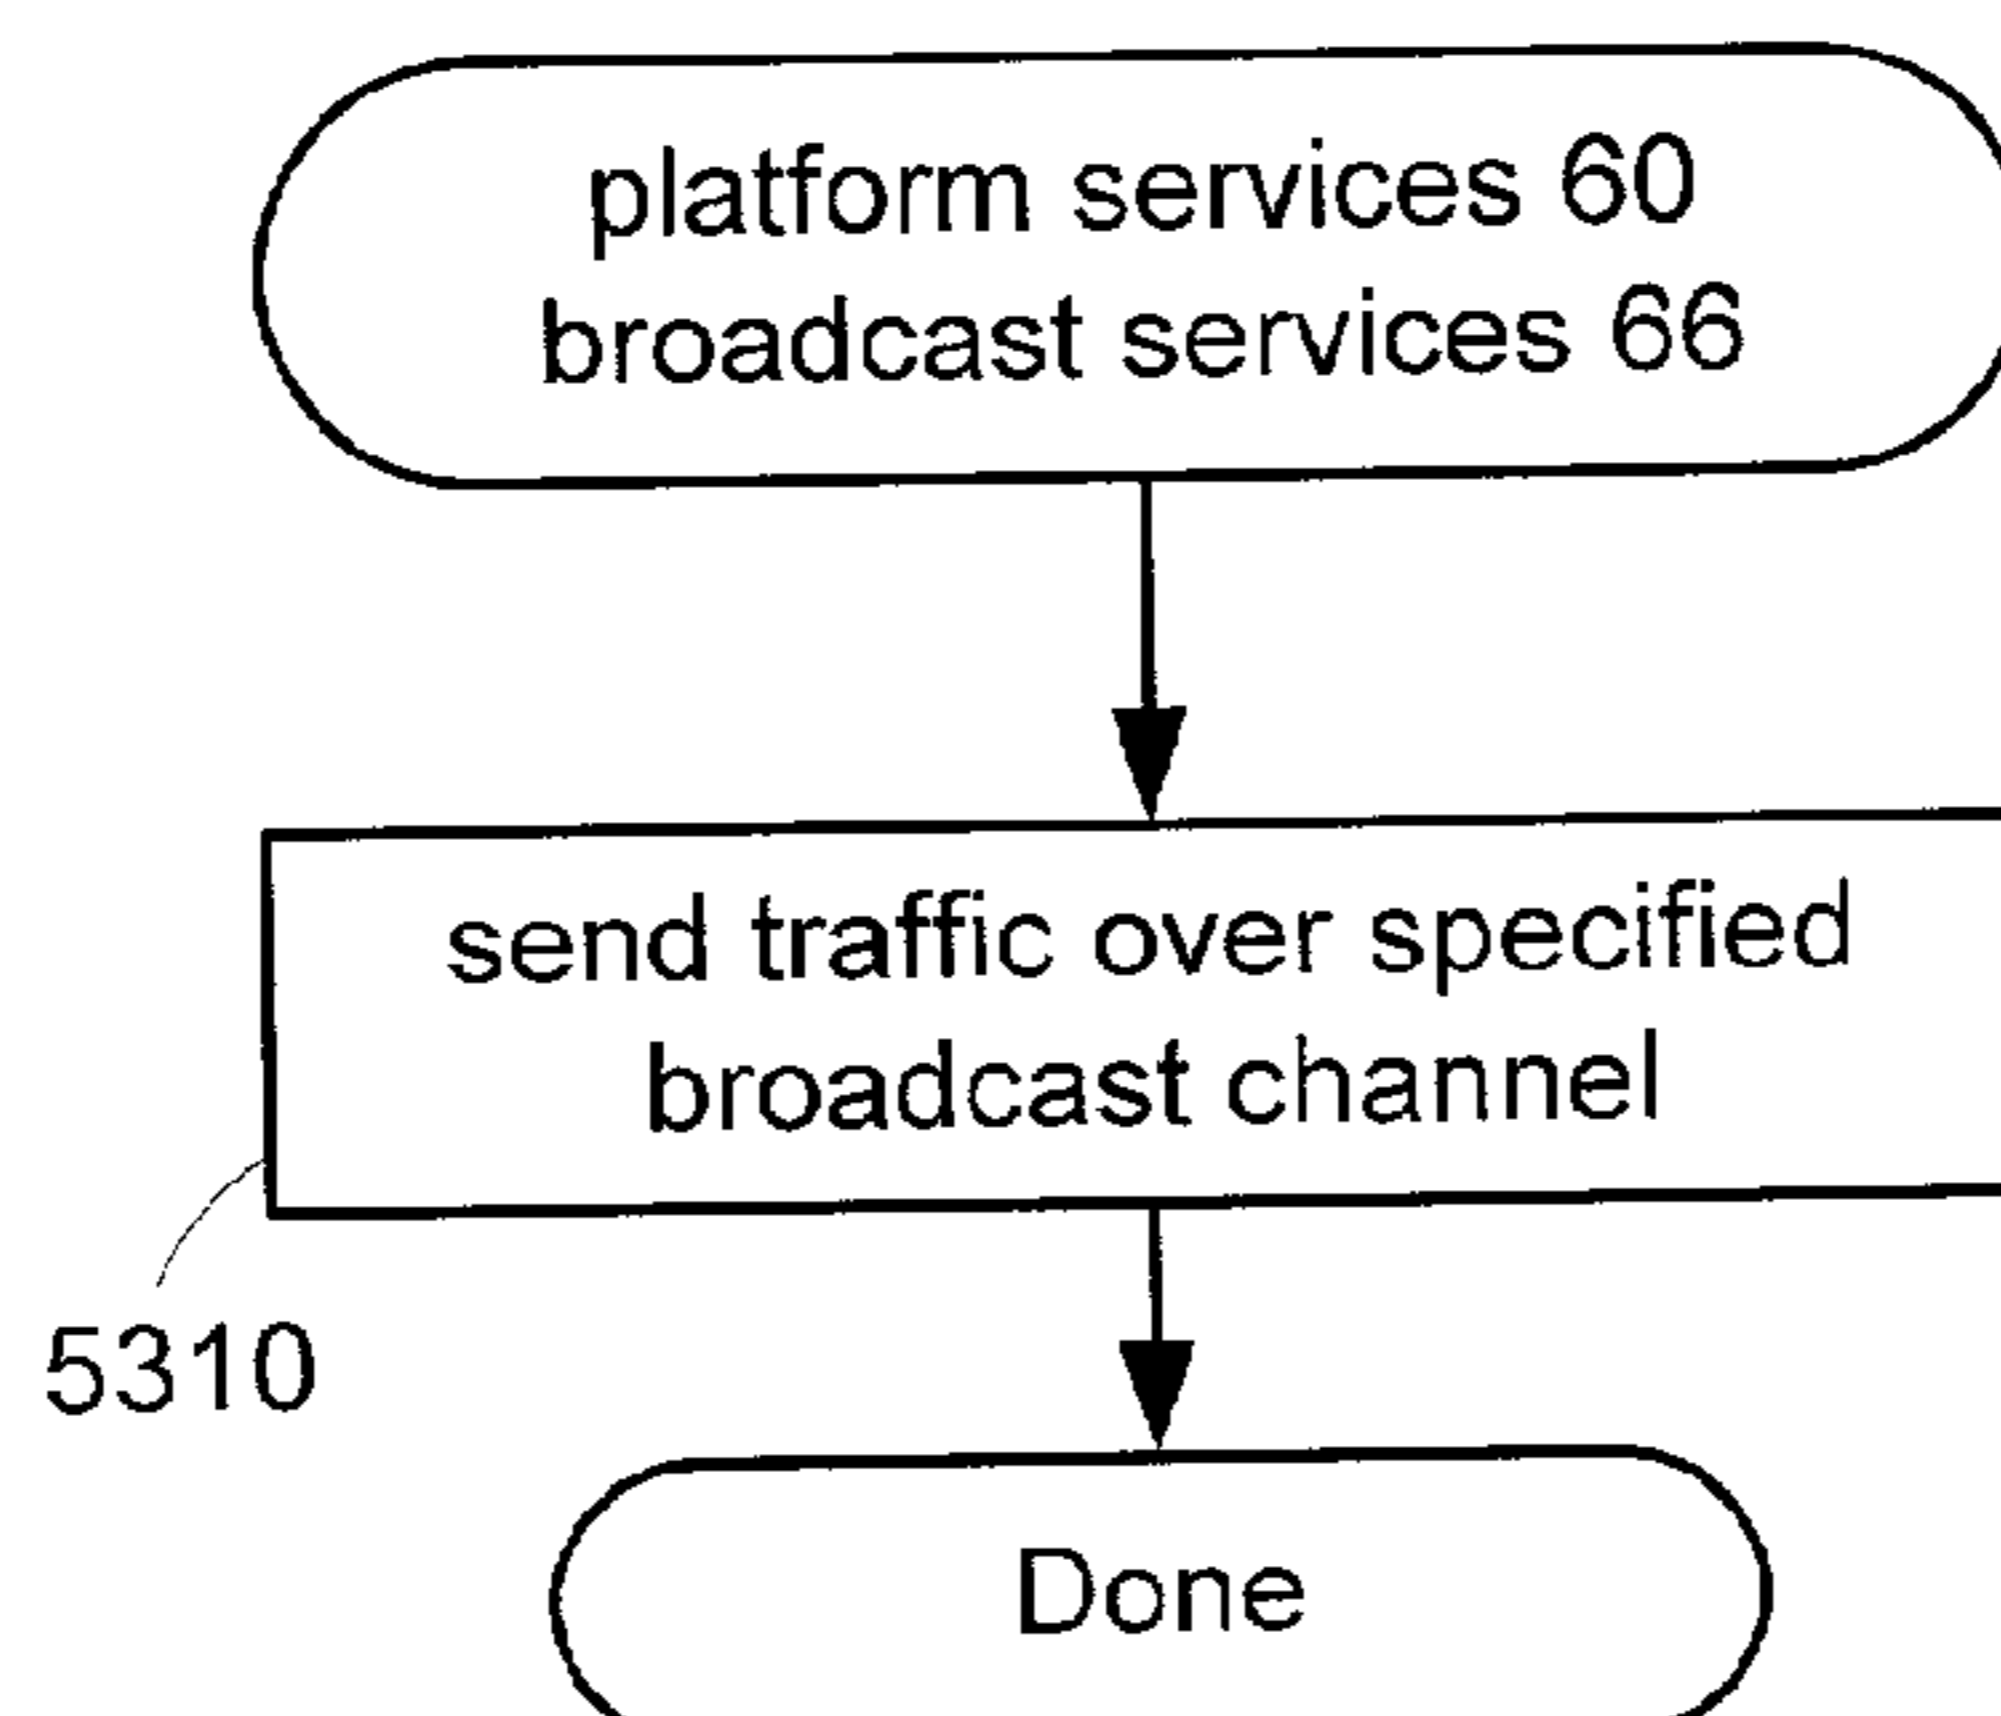 platform services 60
broadcast services 66
send traffic over specified
broadcast channel
5310
Done